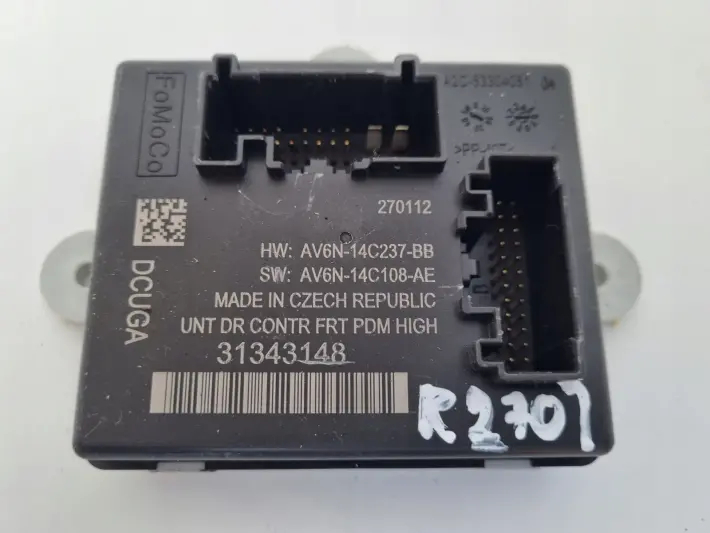 FoMoCo
270112
HW: AV6N-14C237-BB
SW: AV6N-14C108-AE
MADE IN CZECH REPUBLIC
UNT DR CONTR FRT PDM HIGH
31343148
DCUGA
R2707